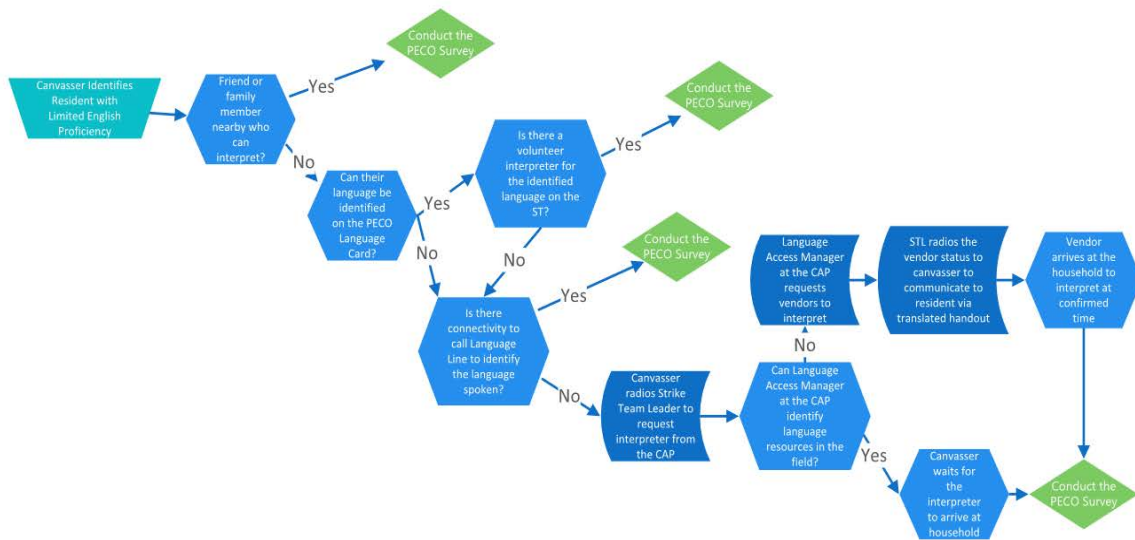 Canvasser Identifies
Resident with
Limited English
Proficiency
Friend or
family
member
nearby who
can
interpret?
Yes
Conduct the
PECO Survey
No
Can their
language be
identified
on the PECO
Language
Card?
Yes
Is there a
volunteer
interpreter for
the identified
language on the
ST?
Yes
Conduct the
PECO Survey
No
No
Is there
connectivity to
call Language
Line to identify
the language
spoken?
Yes
Conduct the
PECO Survey
No
Canvasser
radios Strike
Team Leader to
request
interpreter from
the CAP
Can Language
Access Manager
at the CAP
identify
language
resources in the
field?
No
Language
Access Manager
at the CAP
requests
vendors to
interpret
STL radios the
vendor status to
canvasser to
communicate to
resident via
translated handout
Vendor
arrives at the
household to
interpret at
confirmed
time
Yes
Canvasser
waits for
the
interpreter
to arrive at
household
Conduct the
PECO Survey